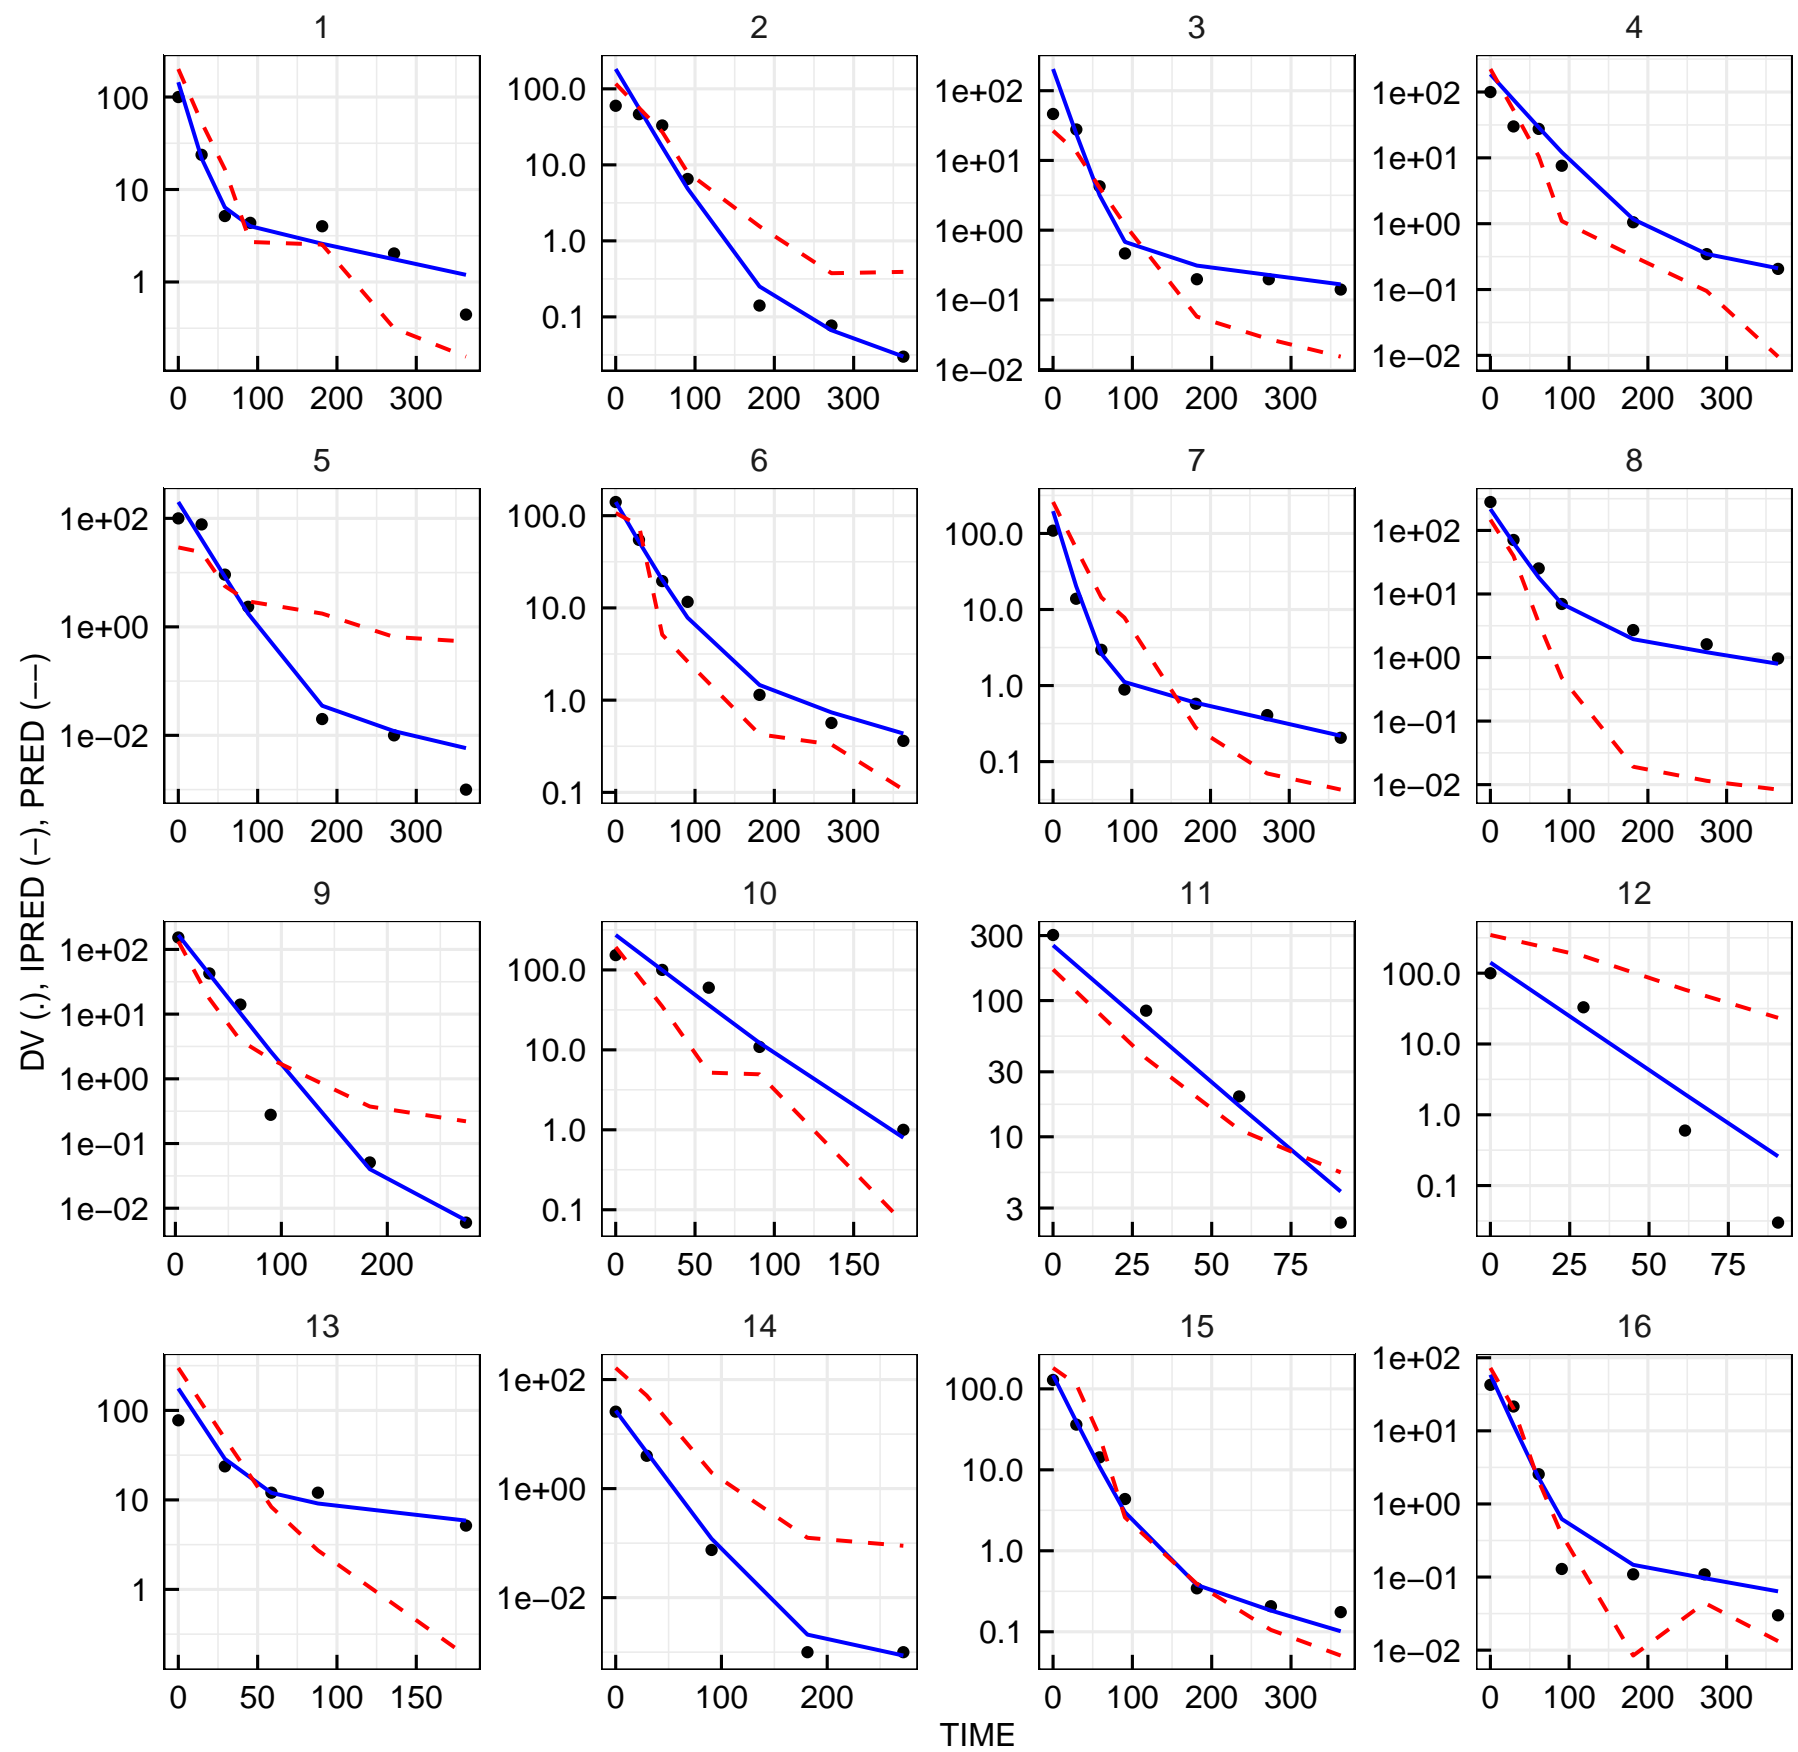 1 2 3 4
100 10 1
100.0 10.0 1.0 0.1
1e+02 1e+01 1e+00 1e−01 1e−02
1e+02 1e+01 1e+00 1e−01 1e−02
0 100 200 300 0 100 200 300 0 100 200 300 0 100 200 300
5 6 7 8
1e+02 1e+00 1e−02
100.0 10.0 1.0 0.1
100.0 10.0 1.0 0.1
1e+02 1e+01 1e+00 1e−01 1e−02
0 100 200 300 0 100 200 300 0 100 200 300 0 100 200 300
DV (.), IPRED (−), PRED (−−)
9 10 11 12
1e+02 1e+01 1e+00 1e−01 1e−02
100.0 10.0 1.0 0.1
300 100 30 10 3
100.0 10.0 1.0 0.1
0 100 200 0 50 100 150 0 25 50 75 0 25 50 75
13 14 15 16
100 10 1
1e+02 1e+00 1e−02
100.0 10.0 1.0 0.1
1e+02 1e+01 1e+00 1e−01 1e−02
0 50 100 150 0 100 200 0 100 200 300 0 100 200 300
TIME